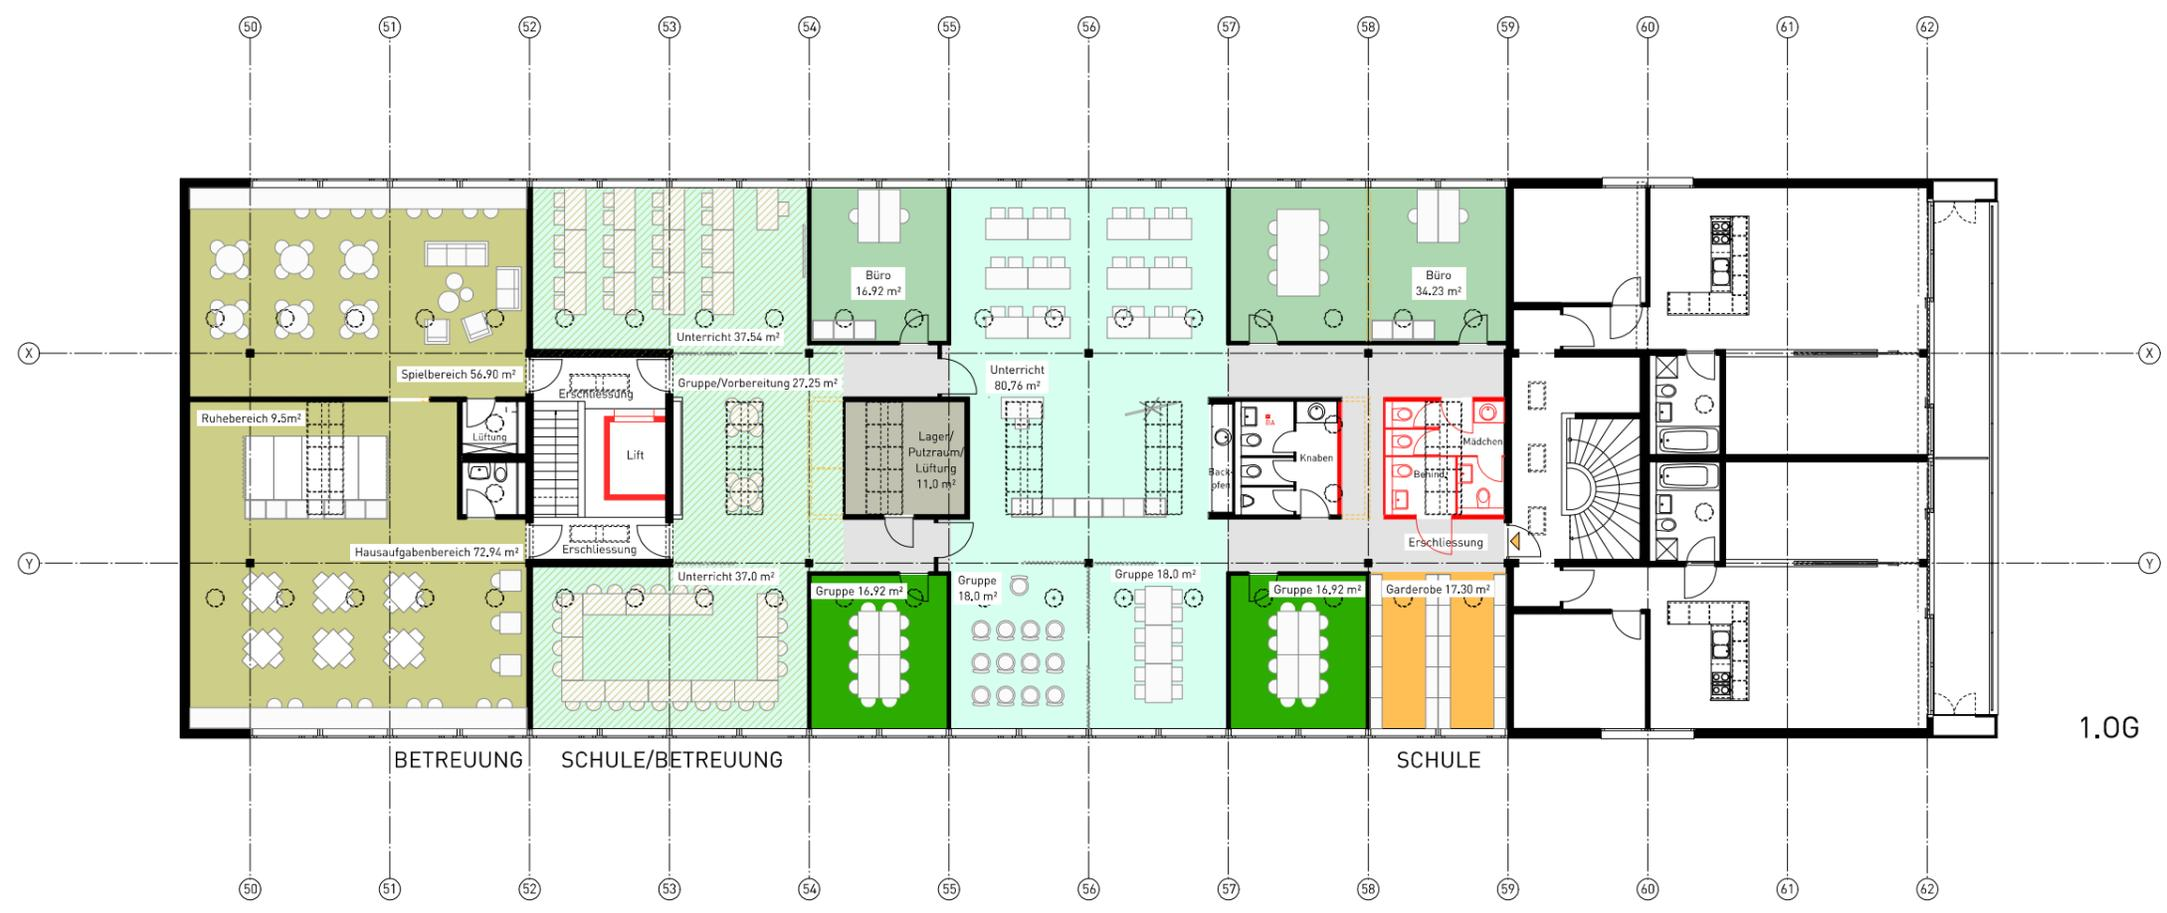 50 51 52 53 54 55 56 57 58 59 60 61 62
Büro
16.92 m²
Büro
34.23 m²
Unterricht 37.54 m²
X X
Spielbereich 56.90 m²
Erschliessung
Gruppe/Vorbereitung 27.25 m²
Unterricht
80.76 m²
Ruhebereich 9.5m²
Lüftung
Lift
Lager/
Putzraum/
Lüftung
11.0 m²
Knaben
Mädchen
Behind.
Hausaufgabenbereich 72.94 m²
Erschliessung
Erschliessung
Y Y
Unterricht 37.0 m²
Gruppe 16.92 m²
Gruppe
18.0 m²
Gruppe 18.0 m²
Gruppe 16.92 m²
Garderobe 17.30 m²
1.OG
BETREUUNG SCHULE/BETREUUNG SCHULE
50 51 52 53 54 55 56 57 58 59 60 61 62